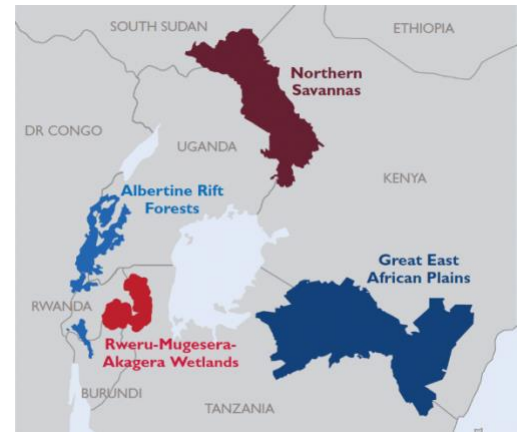 SOUTH SUDAN
ETHIOPIA
Northern
Savannas
DR CONGO
UGANDA
KENYA
Albertine Rift
Forests
Great East
African Plains
RWANDA
Rweru-Mugesera-
Akagera Wetlands
BURUNDI
TANZANIA